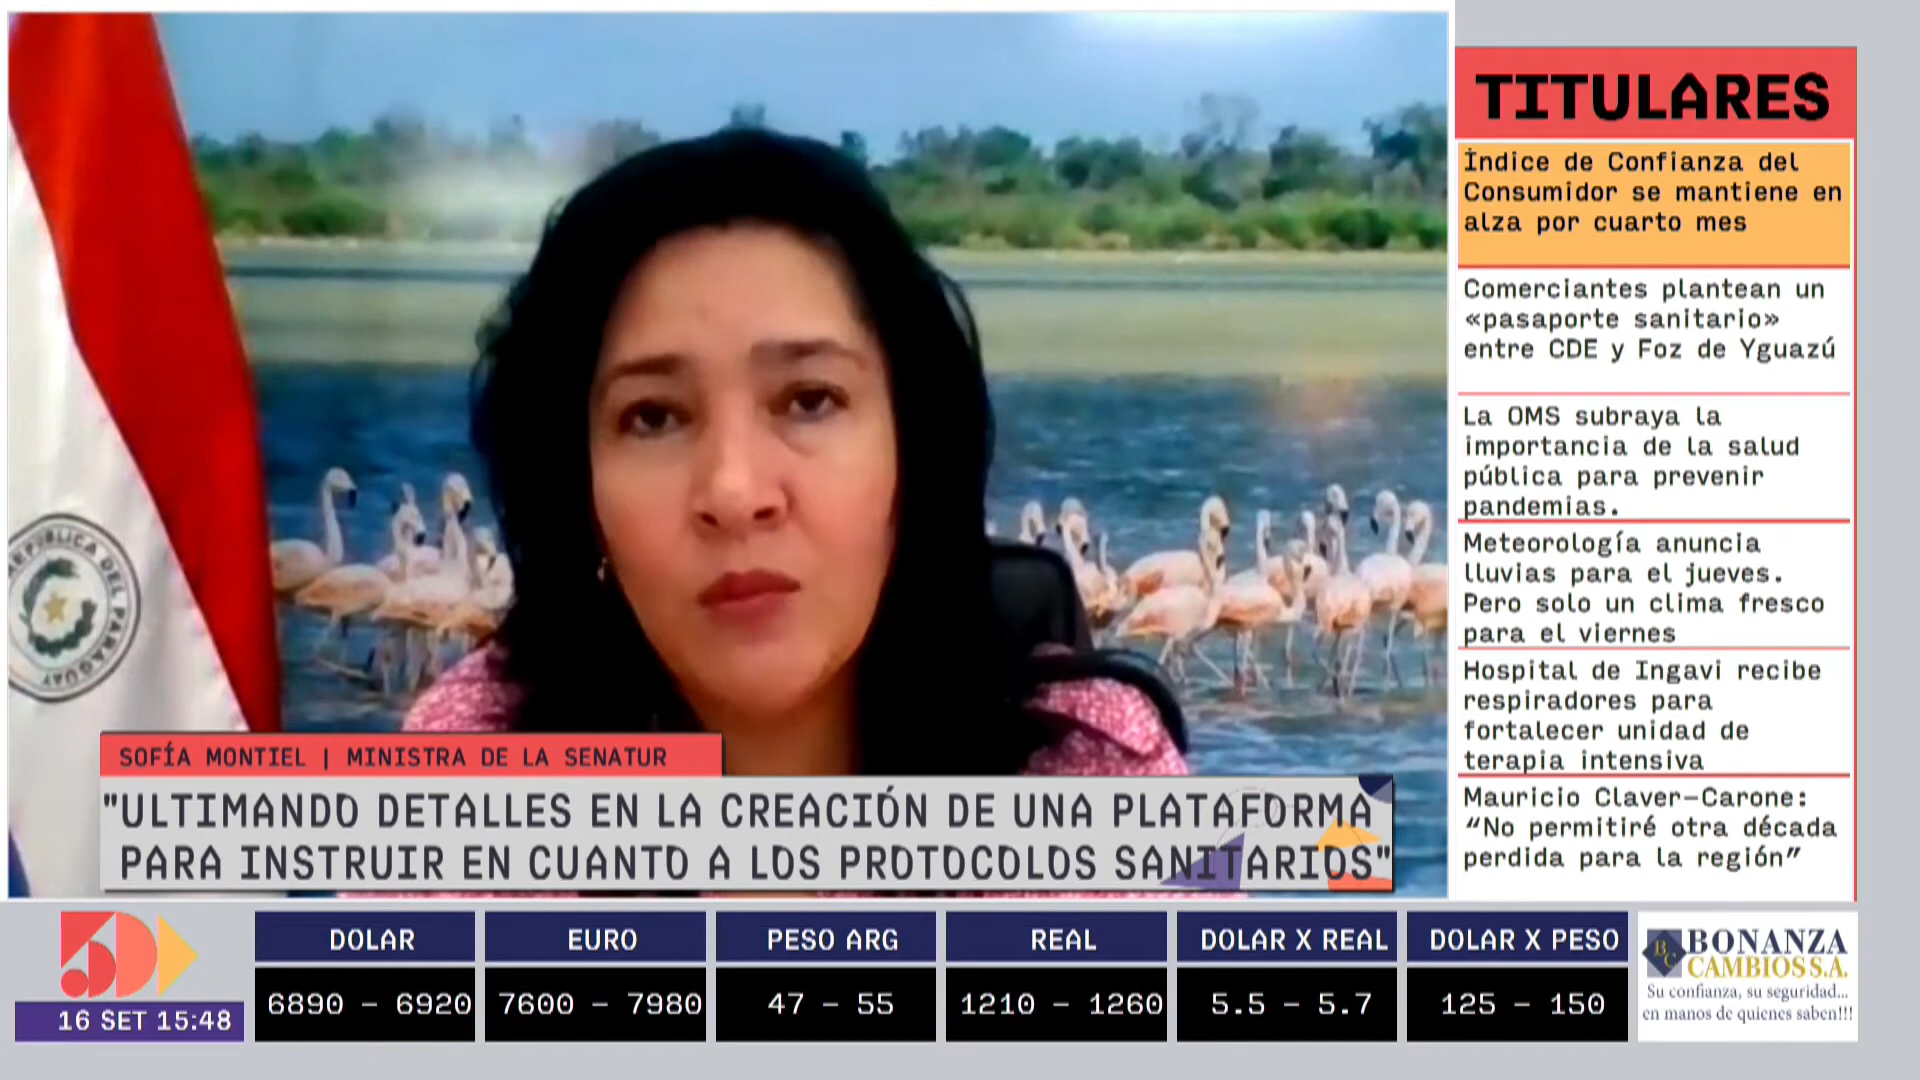 TITULARES
Índice de Confianza del
Consumidor se mantiene en
alza por cuarto mes
Comerciantes plantean un
«pasaporte sanitario»
entre CDE y Foz de Yguazú
La OMS subraya la
importancia de la salud
pública para prevenir
pandemias.
Meteorología anuncia
lluvias para el jueves.
Pero solo un clima fresco
para el viernes
Hospital de Ingavi recibe
respiradores para
fortalecer unidad de
terapia intensiva
Mauricio Claver-Carone:
“No permitiré otra década
perdida para la región”
REPUBLICA DEL PARAGUAY
SOFÍA MONTIEL | MINISTRA DE LA SENATUR
"ULTIMANDO DETALLES EN LA CREACIÓN DE UNA PLATAFORMA
PARA INSTRUIR EN CUANTO A LOS PROTOCOLOS SANITARIOS"
5D
16 SET 15:48
DOLAR
6890 - 6920
EURO
7600 - 7980
PESO ARG
47 - 55
REAL
1210 - 1260
DOLAR X REAL
5.5 - 5.7
DOLAR X PESO
125 - 150
BC
BONANZA
CAMBIOS S.A.
Su confianza, su seguridad...
en manos de quienes saben!!!